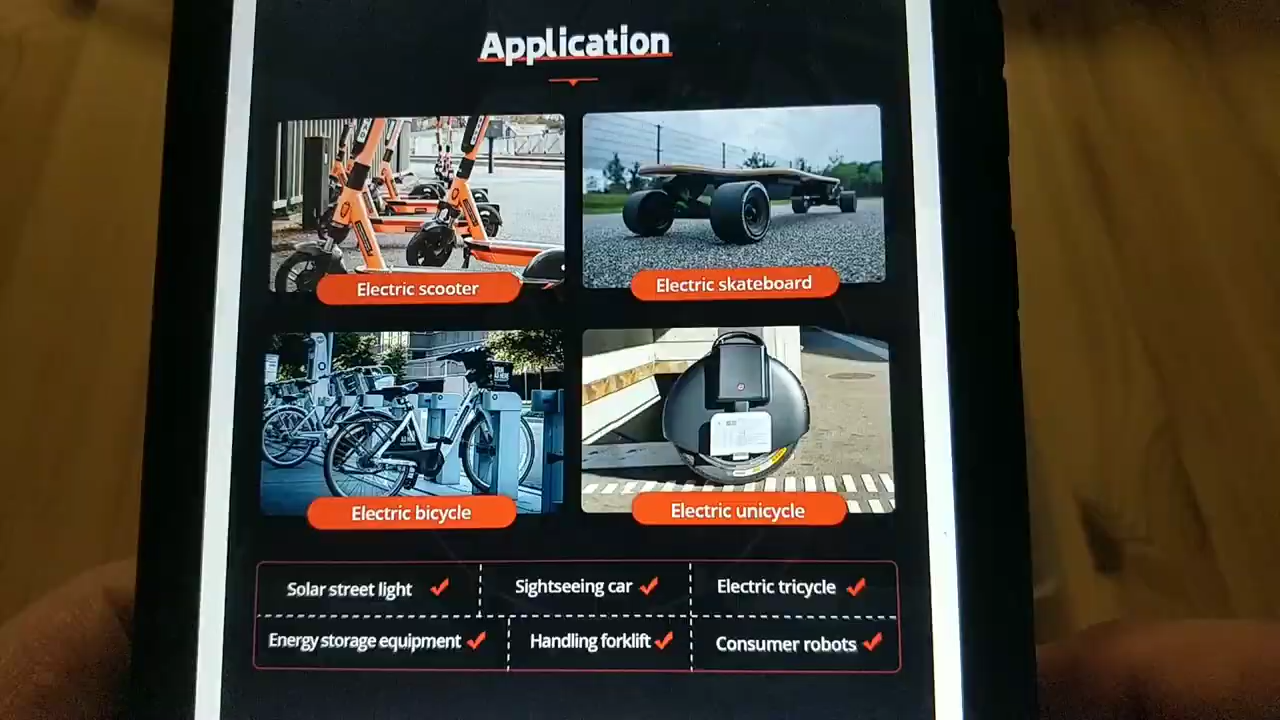 Application
Electric scooter
Electric skateboard
Electric bicycle
Electric unicycle
Solar street light
Sightseeing car
Electric tricycle
Energy storage equipment
Handling forklift
Consumer robots